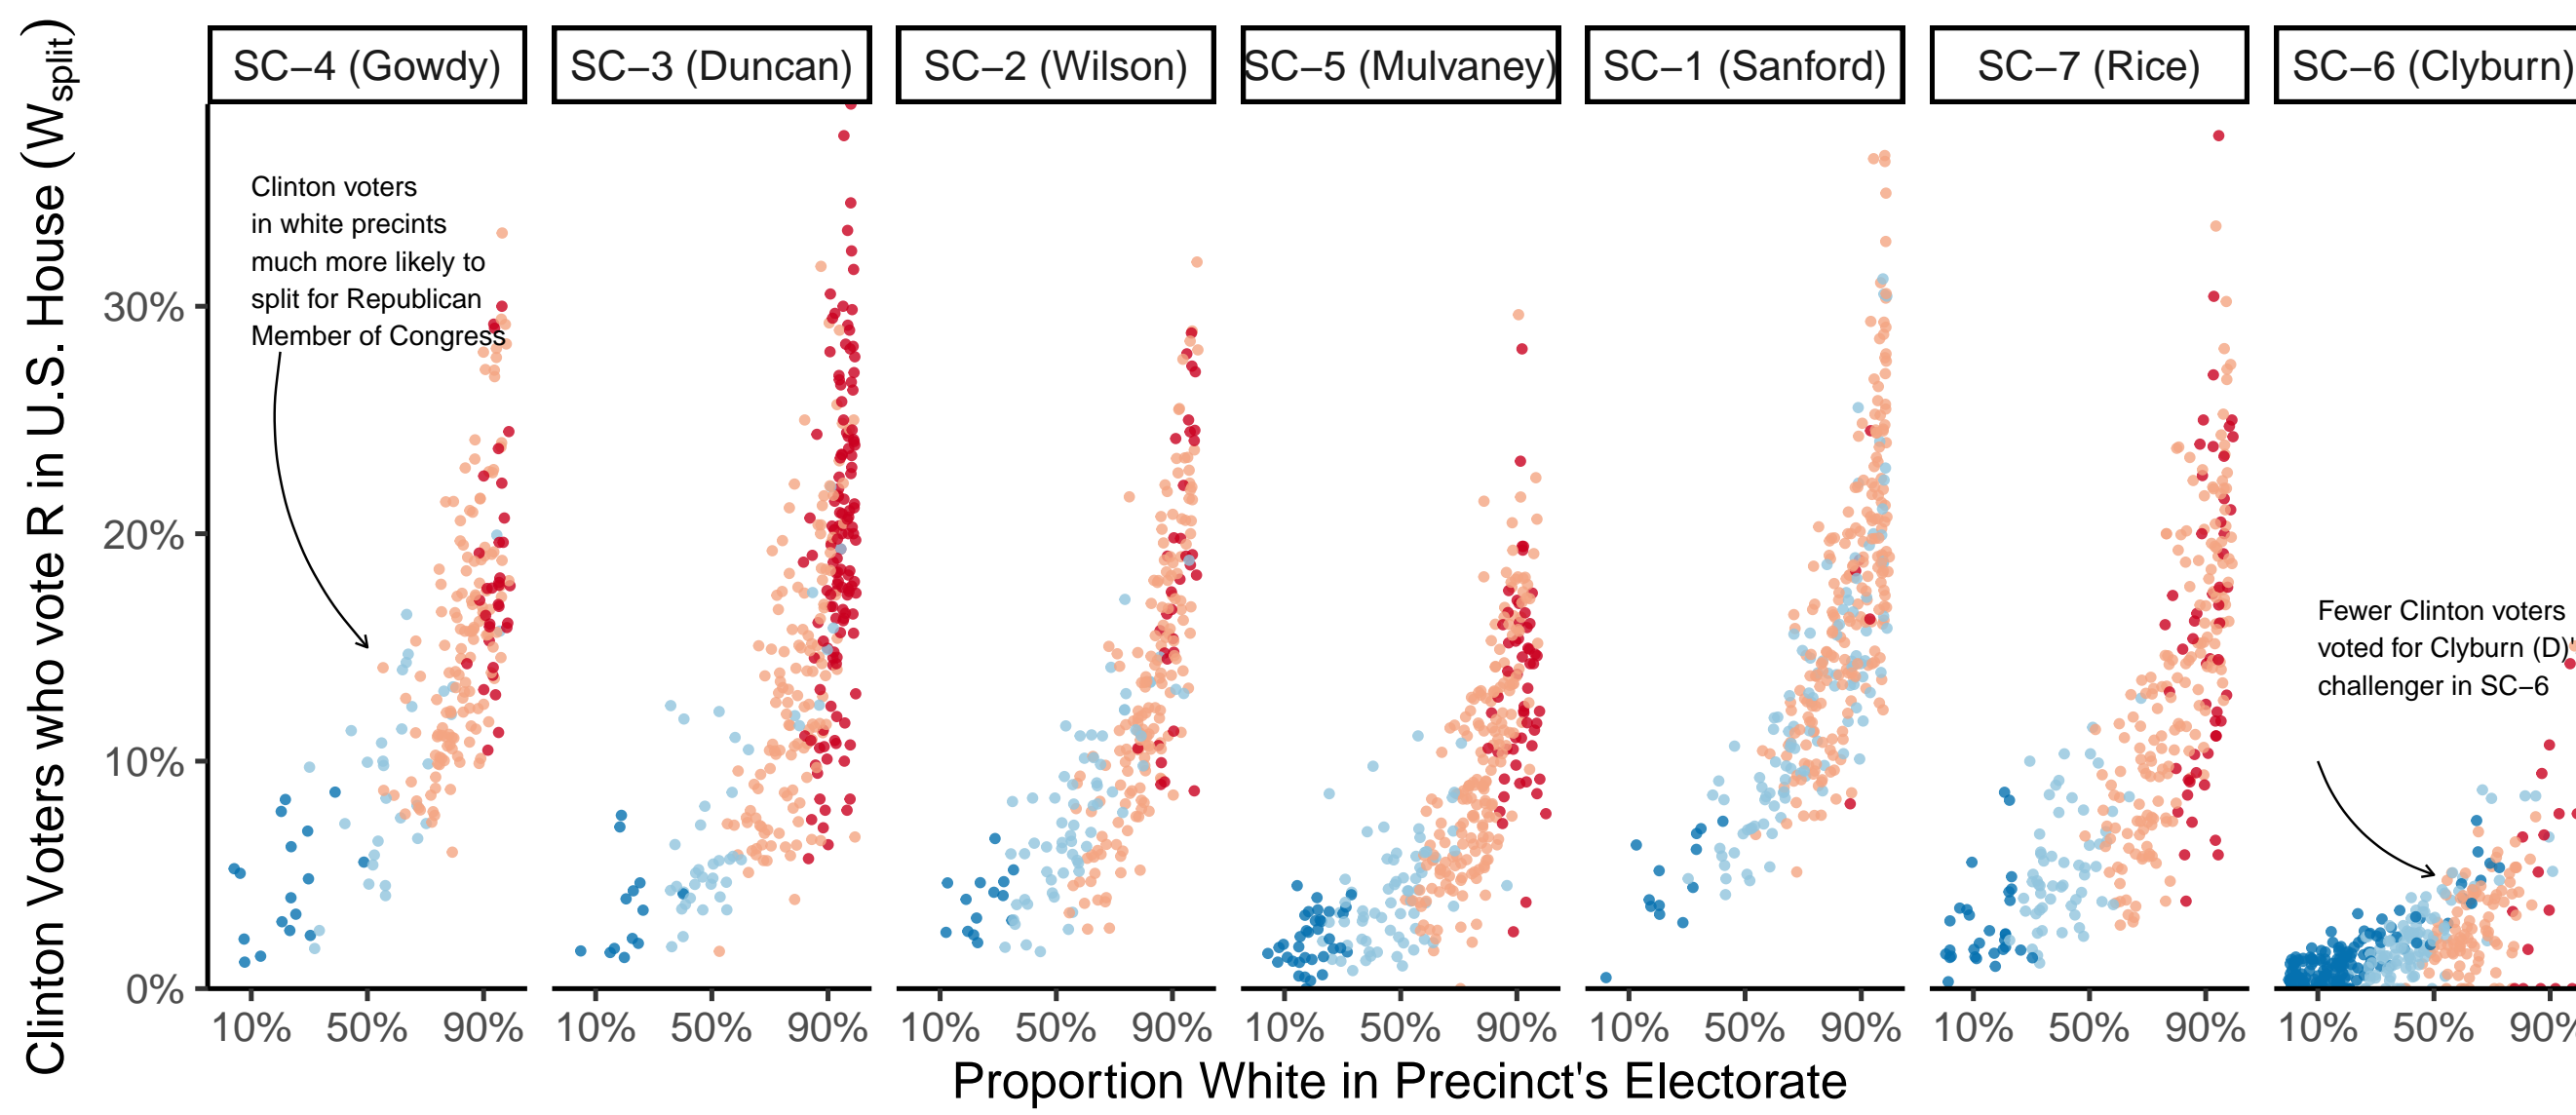 SC−4 (Gowdy)
SC−3 (Duncan)
SC−2 (Wilson)
SC−5 (Mulvaney)
SC−1 (Sanford)
SC−7 (Rice)
SC−6 (Clyburn)
Clinton Voters who vote R in U.S. House (Wsplit)
30%
20%
10%
0%
Clinton voters
in white precints
much more likely to
split for Republican
Member of Congress
Fewer Clinton voters
voted for Clyburn (D)'
challenger in SC−6
10% 50% 90%
10% 50% 90%
10% 50% 90%
10% 50% 90%
10% 50% 90%
10% 50% 90%
10% 50% 90%
Proportion White in Precinct's Electorate